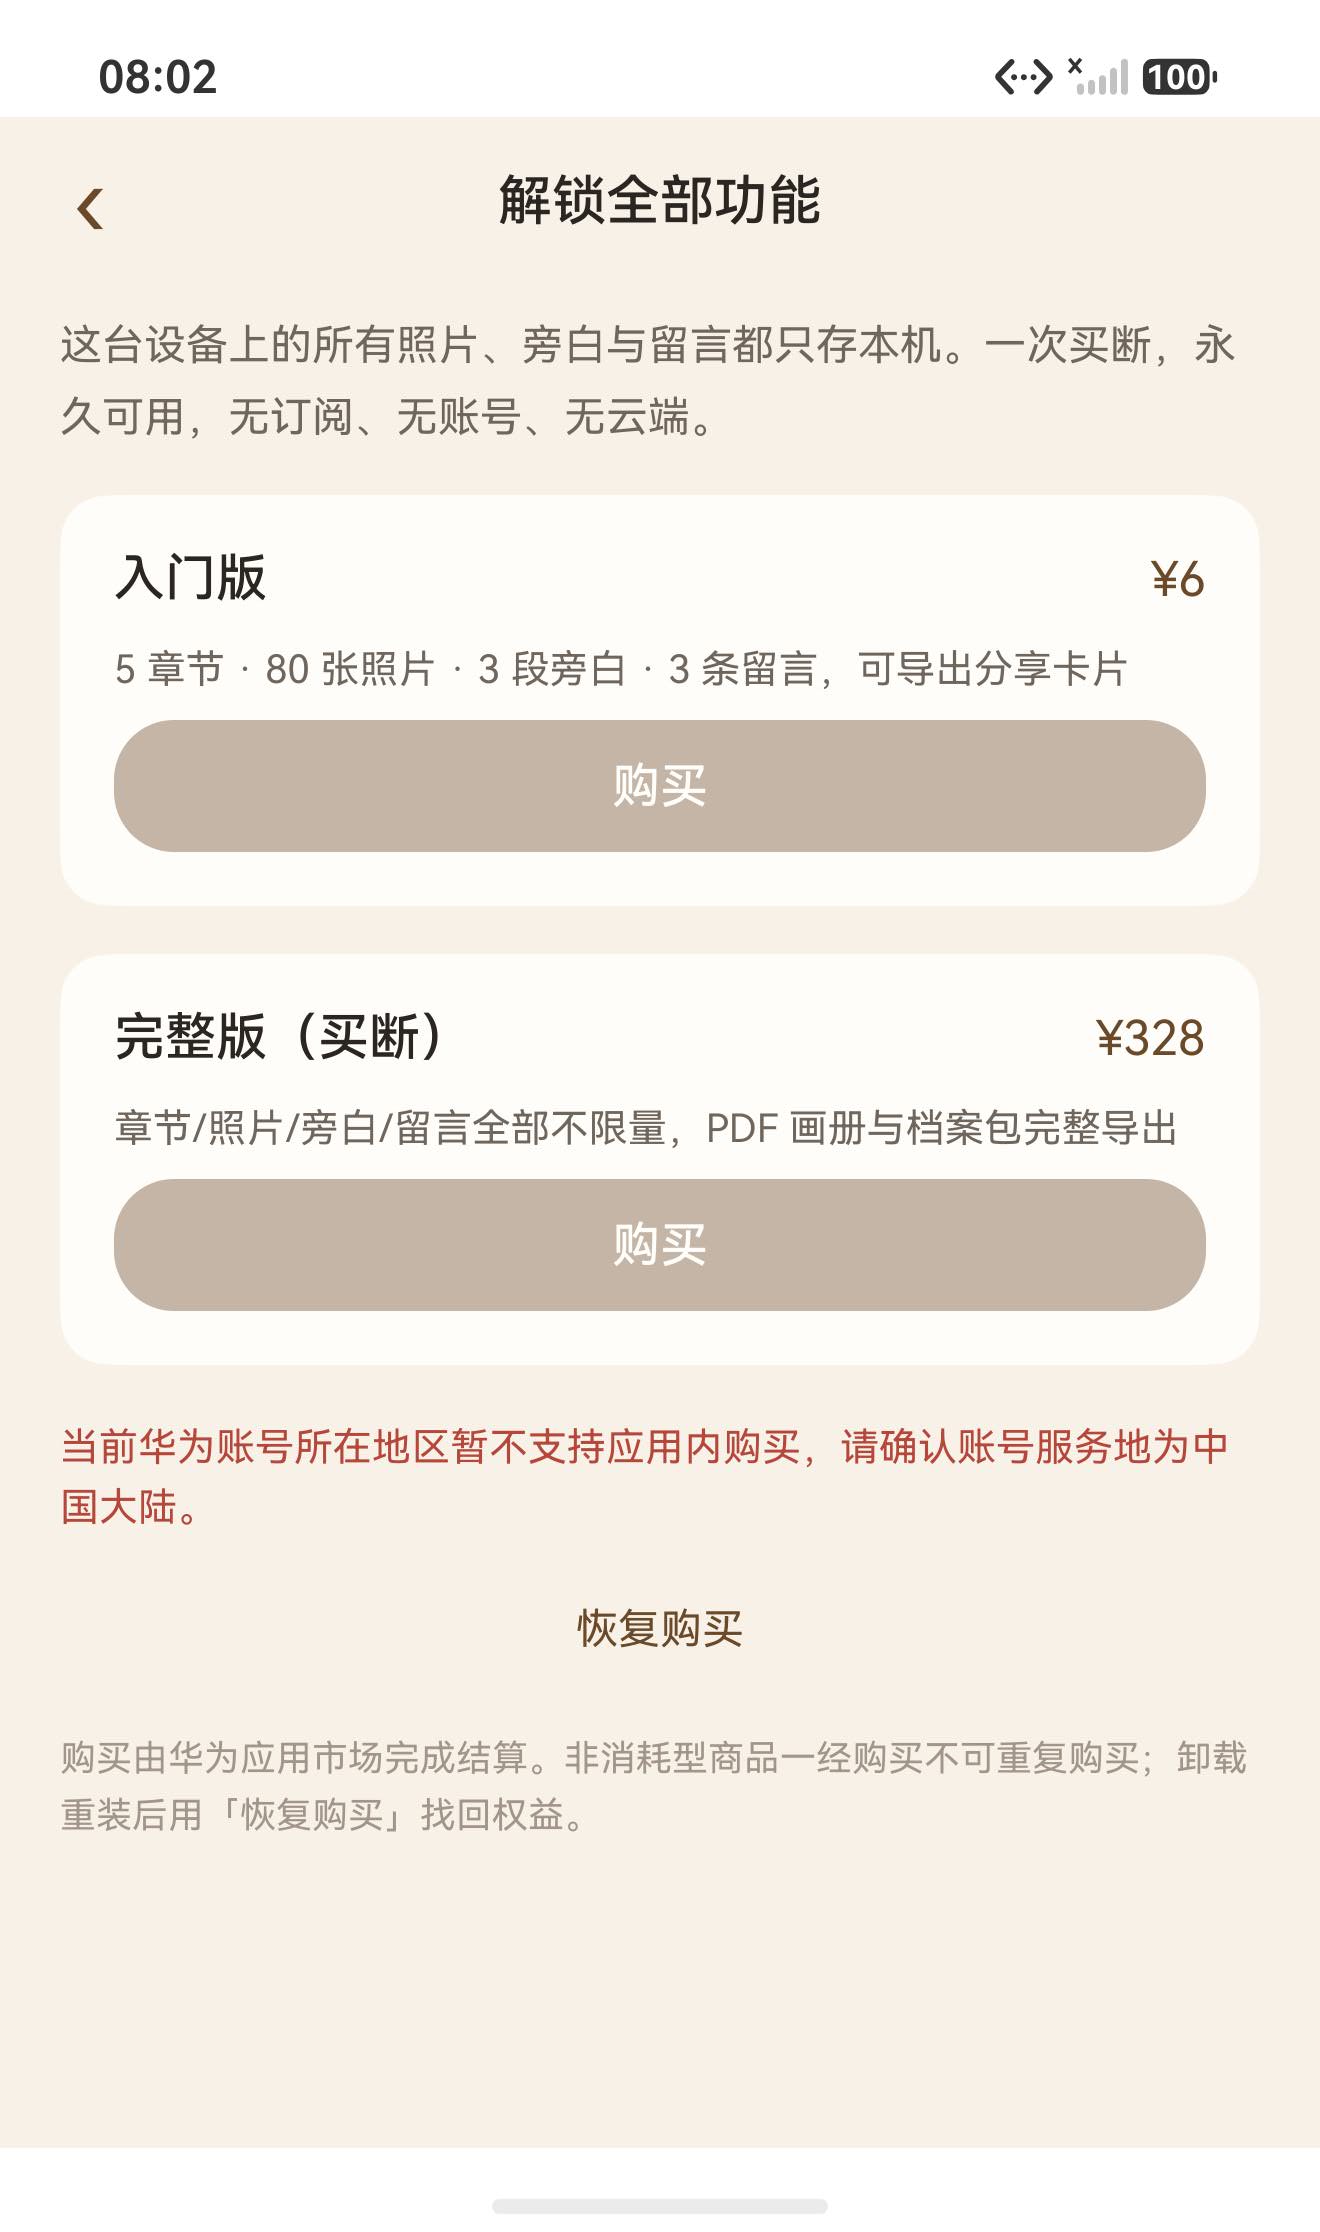 08:02
100
解锁全部功能
这台设备上的所有照片、旁白与留言都只存本机。一次买断，永
久可用，无订阅、无账号、无云端。
入门版
¥6
5 章节 · 80 张照片 · 3 段旁白 · 3 条留言，可导出分享卡片
购买
完整版（买断）
¥328
章节/照片/旁白/留言全部不限量，PDF 画册与档案包完整导出
购买
当前华为账号所在地区暂不支持应用内购买，请确认账号服务地为中
国大陆。
恢复购买
购买由华为应用市场完成结算。非消耗型商品一经购买不可重复购买；卸载
重装后用「恢复购买」找回权益。